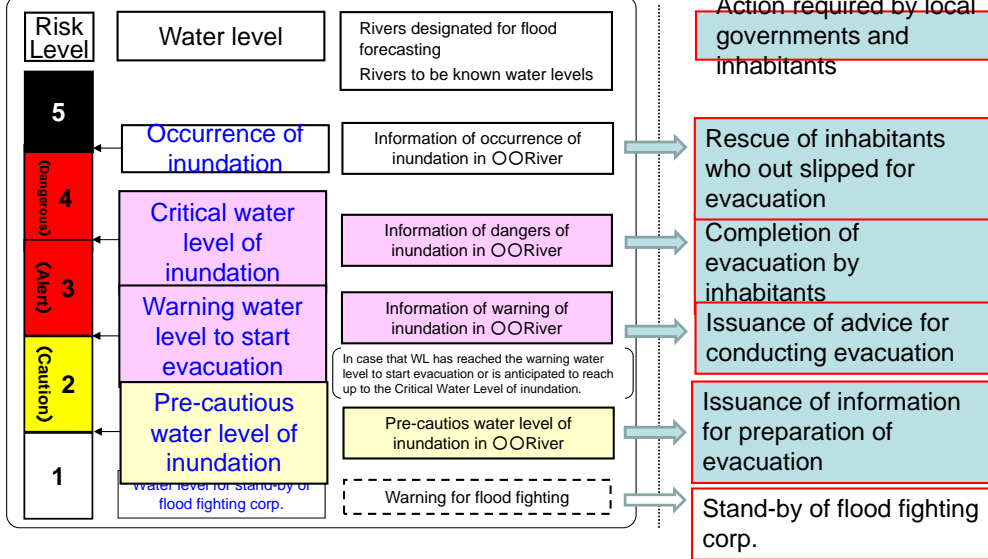 Risk
Level
Water level
Rivers designated for flood
forecasting
Rivers to be known water levels
Action required by local
governments and
inhabitants
5
Occurrence of
inundation
Information of occurrence of
inundation in 〇〇River
Rescue of inhabitants
who out slipped for
evacuation
(Dangerous)
4
Critical water
level of
inundation
Information of dangers of
inundation in 〇〇River
Completion of
evacuation by
inhabitants
(Alert)
3
Warning water
level to start
evacuation
Information of warning of
inundation in 〇〇River
Issuance of advice for
conducting evacuation
In case that WL has reached the warning water
level to start evacuation or is anticipated to reach
up to the Critical Water Level of inundation.
(Caution)
2
Pre-cautious
water level of
inundation
Pre-cautios water level of
inundation in 〇〇River
Issuance of information
for preparation of
evacuation
1
Water level for stand-by of
flood fighting corp.
Warning for flood fighting
Stand-by of flood fighting
corp.